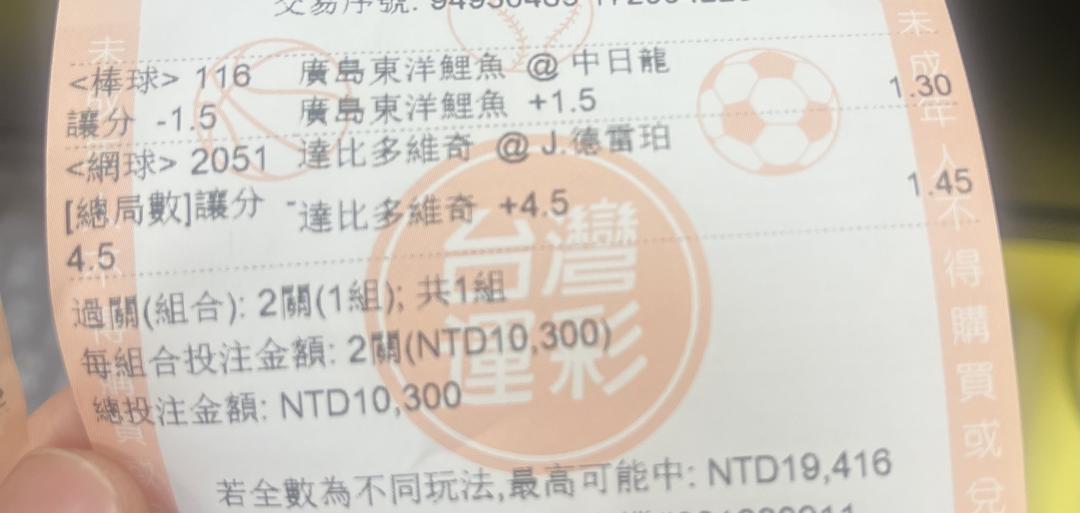 交易序號:
<棒球> 116 廣島東洋鯉魚 @ 中日龍
讓分 -1.5 廣島東洋鯉魚 +1.5 1.30
<網球> 2051 達比多維奇 @ J.德雷珀
[總局數]讓分 - 達比多維奇 +4.5 1.45
4.5
過關(組合): 2關(1組); 共1組
每組合投注金額: 2關(NTD10,300)
總投注金額: NTD10,300
若全數為不同玩法,最高可能中: NTD19,416
台灣
運彩
未成年人不得購買或兌